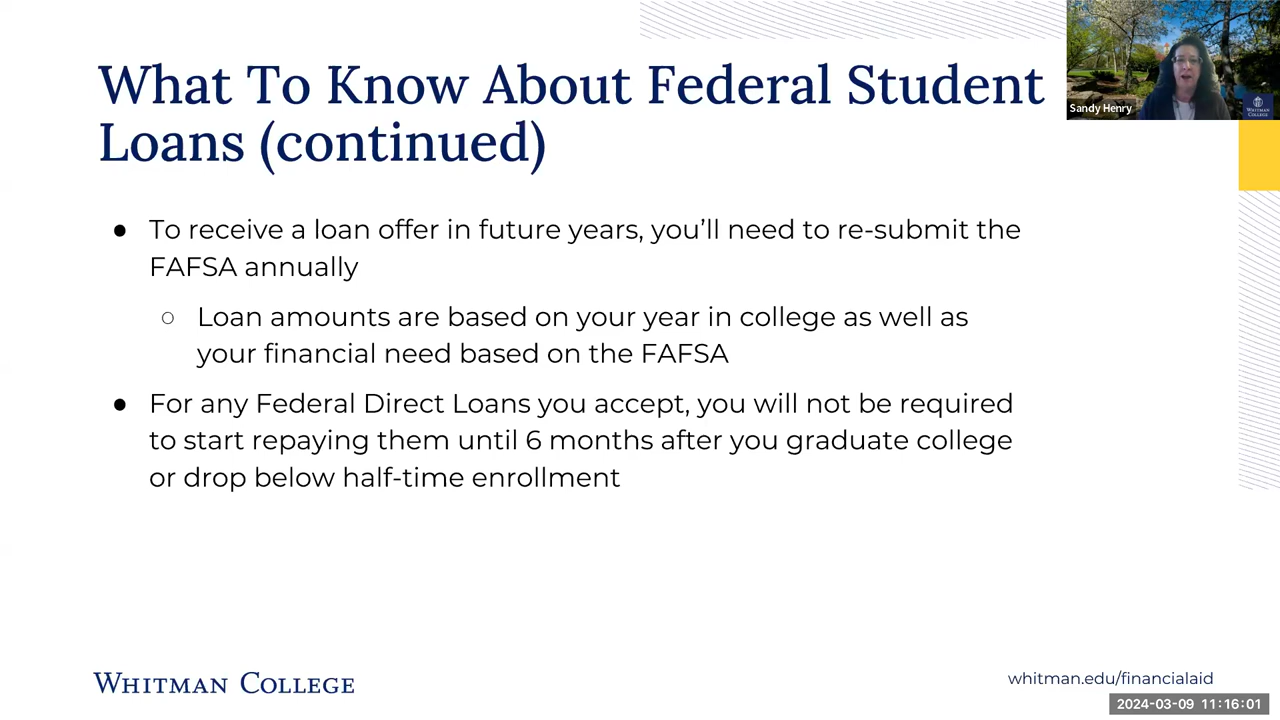 What To Know About Federal Student
Loans (continued)
Sandy Henry
WHITMAN
COLLEGE
● To receive a loan offer in future years, you’ll need to re-submit the
FAFSA annually
○ Loan amounts are based on your year in college as well as
your financial need based on the FAFSA
● For any Federal Direct Loans you accept, you will not be required
to start repaying them until 6 months after you graduate college
or drop below half-time enrollment
WHITMAN COLLEGE
whitman.edu/financialaid
2024-03-09 11:16:01